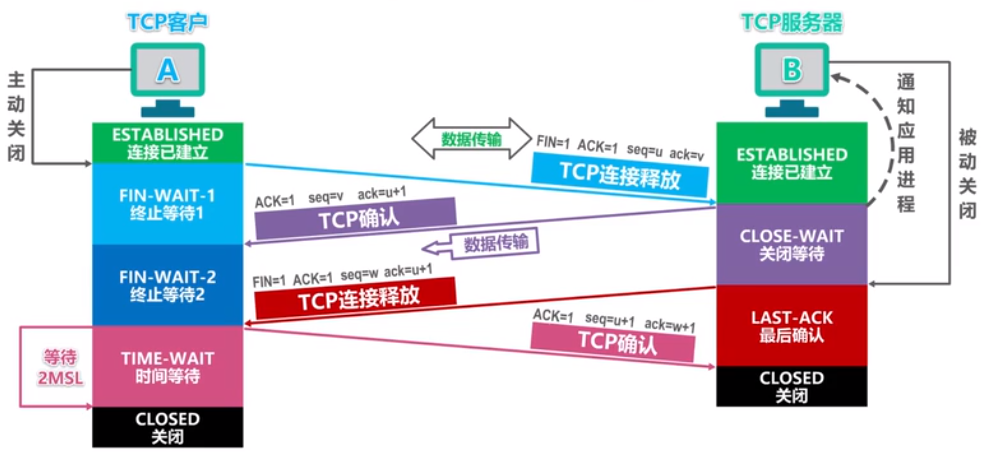 TCP客户
TCP服务器
A
B
主动关闭
通知应用进程
被动关闭
ESTABLISHED
连接已建立
数据传输
FIN=1 ACK=1 seq=u ack=v
TCP连接释放
ESTABLISHED
连接已建立
FIN-WAIT-1
终止等待1
ACK=1 seq=v ack=u+1
TCP确认
数据传输
CLOSE-WAIT
关闭等待
FIN-WAIT-2
终止等待2
FIN=1 ACK=1 seq=w ack=u+1
TCP连接释放
LAST-ACK
最后确认
ACK=1 seq=u+1 ack=w+1
TCP确认
等待
2MSL
TIME-WAIT
时间等待
CLOSED
关闭
CLOSED
关闭